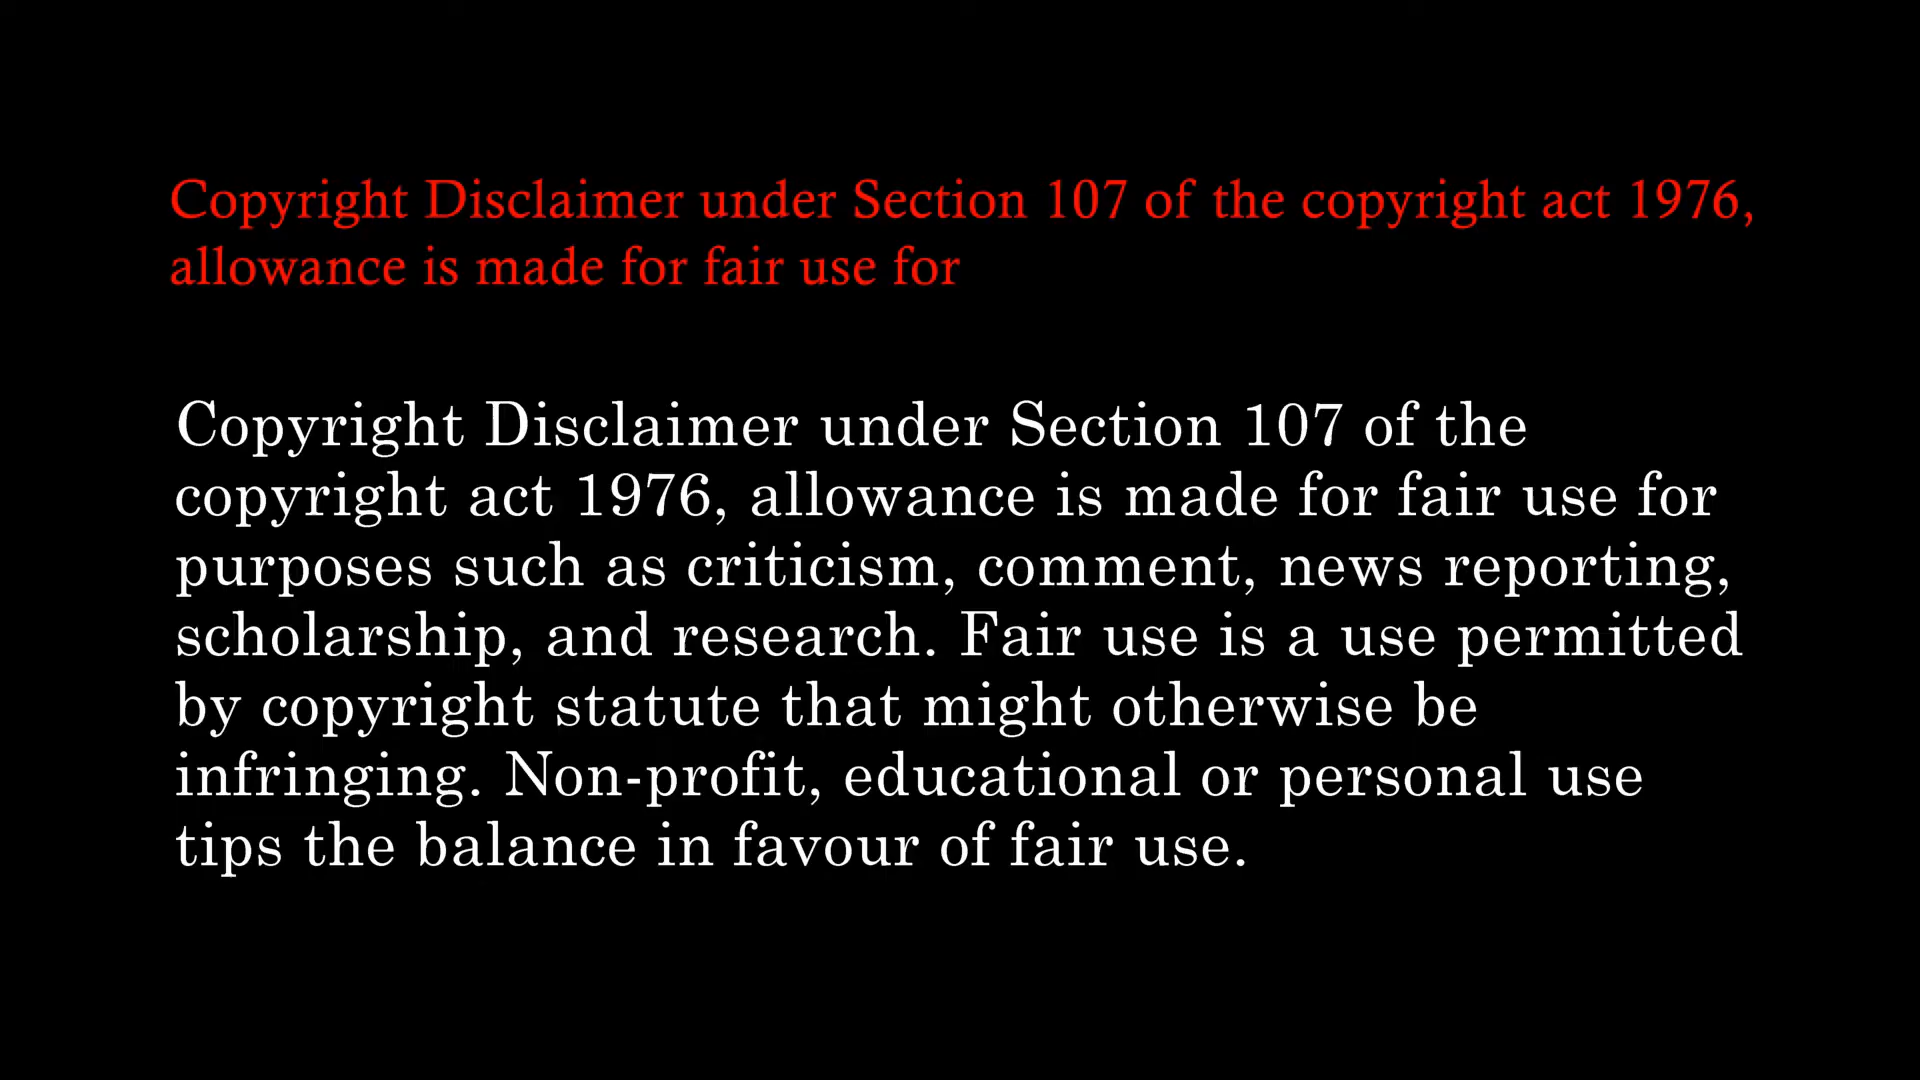 Copyright Disclaimer under Section 107 of the copyright act 1976,
allowance is made for fair use for
Copyright Disclaimer under Section 107 of the
copyright act 1976, allowance is made for fair use for
purposes such as criticism, comment, news reporting,
scholarship, and research. Fair use is a use permitted
by copyright statute that might otherwise be
infringing. Non-profit, educational or personal use
tips the balance in favour of fair use.